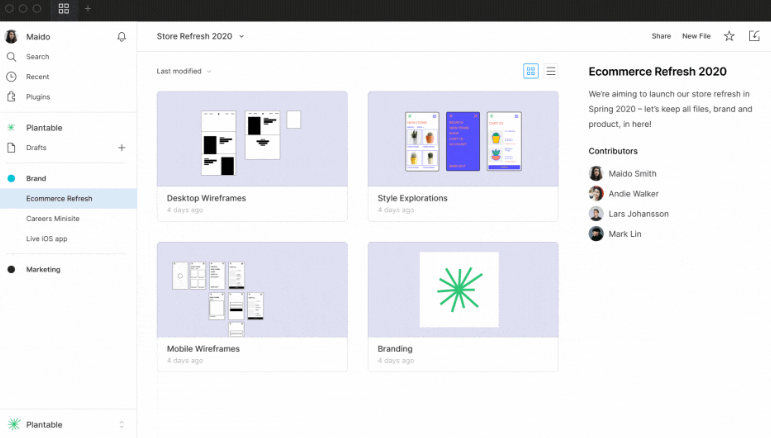 Maido
Search
Recent
Plugins
Plantable
Drafts
Brand
Ecommerce Refresh
Careers Minisite
Live iOS app
Marketing
Plantable
Store Refresh 2020
Share
New File
Last modified
Desktop Wireframes
4 days ago
Style Explorations
4 days ago
Mobile Wireframes
4 days ago
Branding
4 days ago
Ecommerce Refresh 2020
We're aiming to launch our store refresh in
Spring 2020 – let's keep all files, brand and
product, in here!
Contributors
Maido Smith
Andie Walker
Lars Johansson
Mark Lin